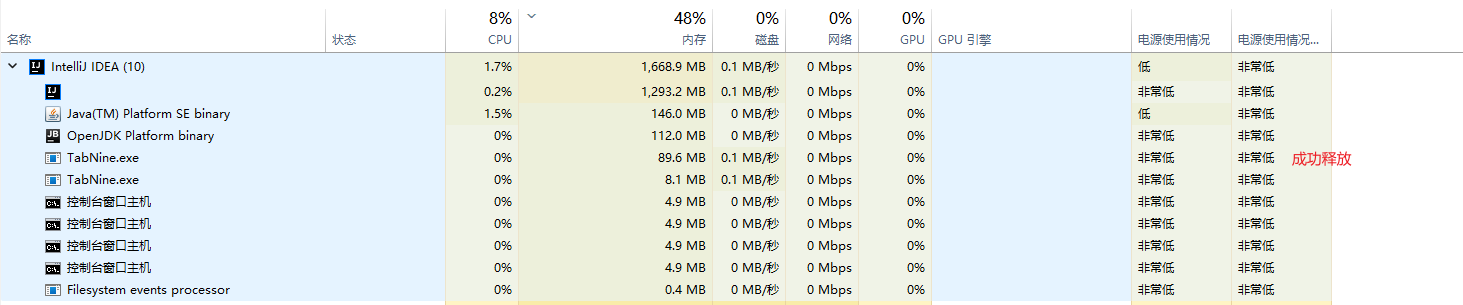 8% 48% 0% 0% 0%
名称 状态 CPU 内存 磁盘 网络 GPU GPU 引擎 电源使用情况 电源使用情况...
IntelliJ IDEA (10) 1.7% 1,668.9 MB 0.1 MB/秒 0 Mbps 0% 低 非常低
0.2% 1,293.2 MB 0.1 MB/秒 0 Mbps 0% 非常低 非常低
Java(TM) Platform SE binary 1.5% 146.0 MB 0 MB/秒 0 Mbps 0% 低 非常低
OpenJDK Platform binary 0% 112.0 MB 0 MB/秒 0 Mbps 0% 非常低 非常低
TabNine.exe 0% 89.6 MB 0.1 MB/秒 0 Mbps 0% 非常低 非常低 成功释放
TabNine.exe 0% 8.1 MB 0.1 MB/秒 0 Mbps 0% 非常低 非常低
控制台窗口主机 0% 4.9 MB 0 MB/秒 0 Mbps 0% 非常低 非常低
控制台窗口主机 0% 4.9 MB 0 MB/秒 0 Mbps 0% 非常低 非常低
控制台窗口主机 0% 4.9 MB 0 MB/秒 0 Mbps 0% 非常低 非常低
控制台窗口主机 0% 4.9 MB 0 MB/秒 0 Mbps 0% 非常低 非常低
Filesystem events processor 0% 0.4 MB 0 MB/秒 0 Mbps 0% 非常低 非常低